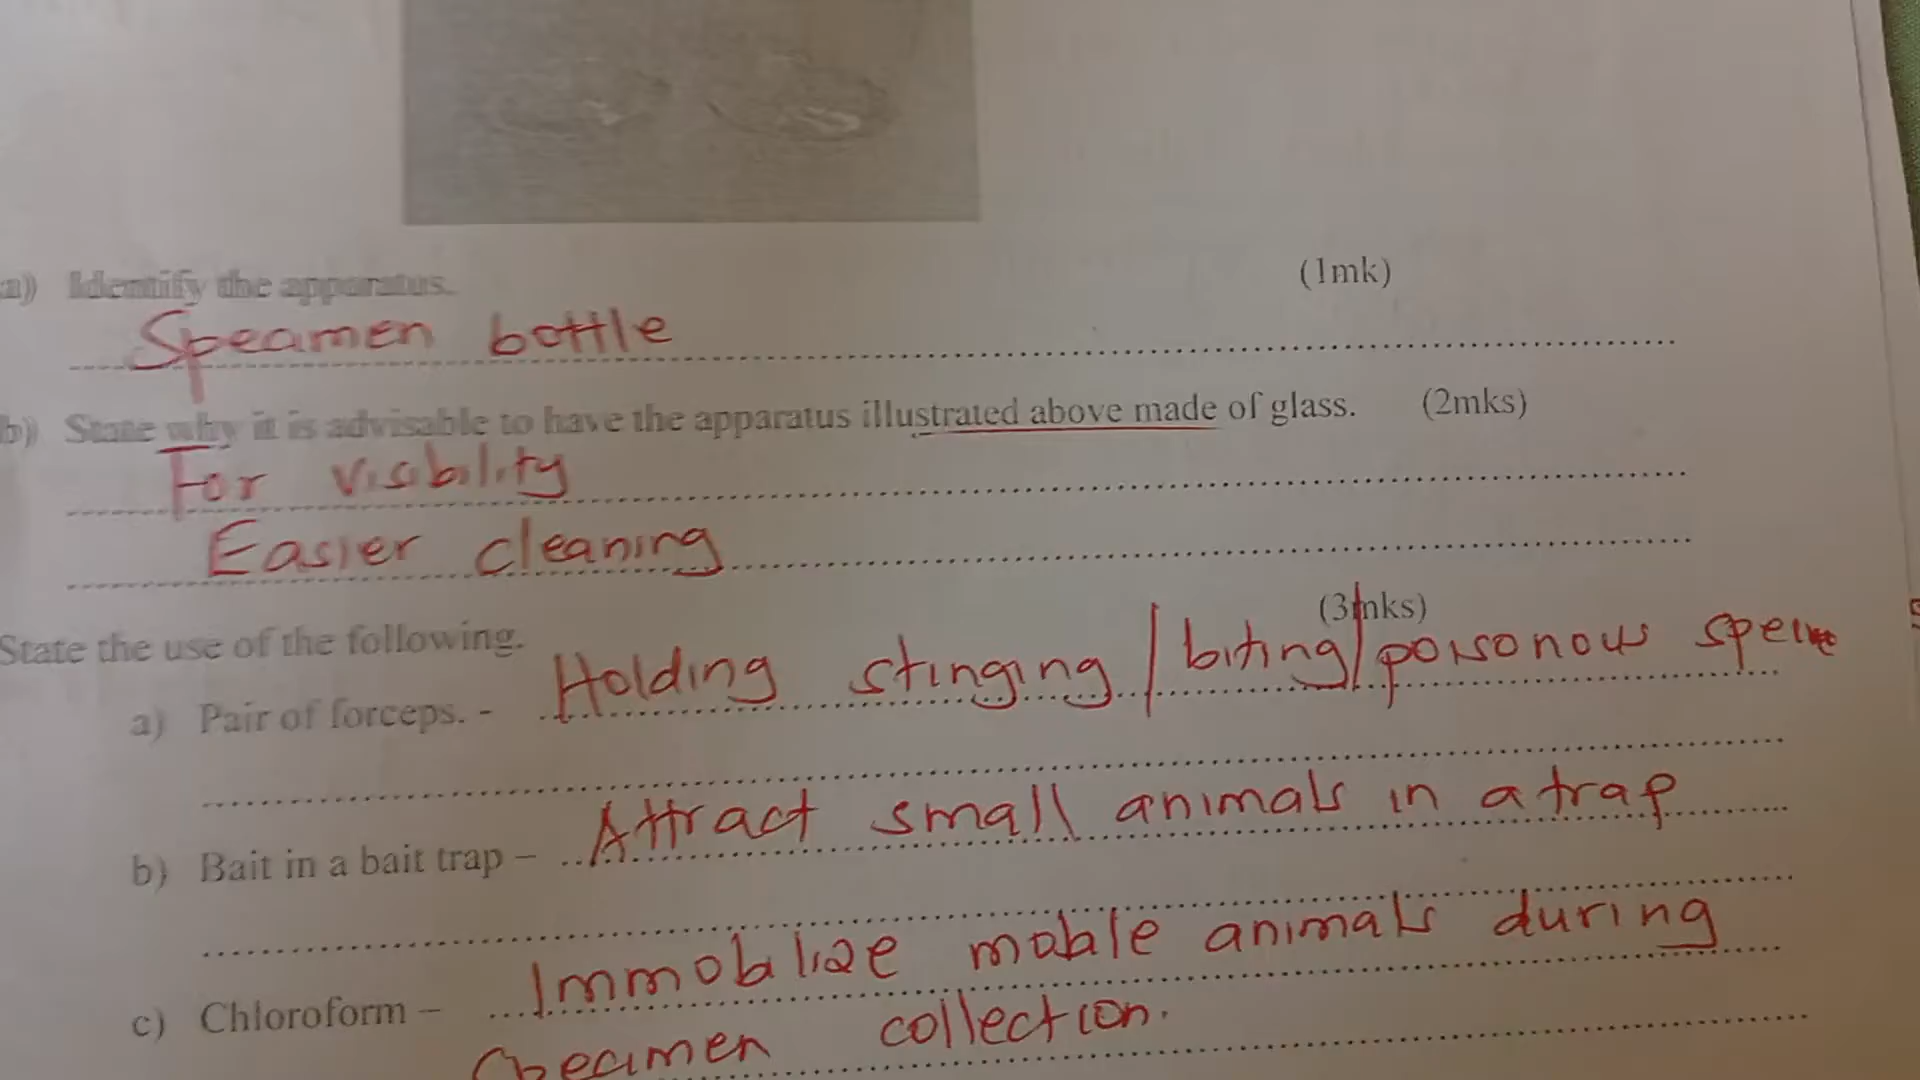 a) Identify the apparatus. (1mk)
Specimen bottle
b) State why it is advisable to have the apparatus illustrated above made of glass. (2mks)
For visibility
Easier cleaning
State the use of the following. (3mks)
Holding stinging / biting/poisonous
a) Pair of forceps. -
Attract small animals in a trap
b) Bait in a bait trap –
Immobilize mobile animals during
c) Chloroform –
specimen collection.